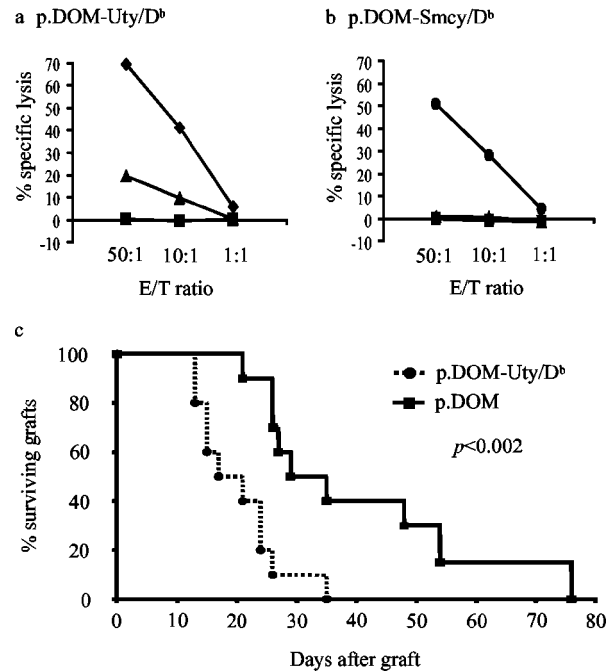 a p.DOM-Uty/Dᵇ
% specific lysis
70
60
50
40
30
20
10
0
-10
50:1 10:1 1:1
E/T ratio
b p.DOM-Smcy/Dᵇ
% specific lysis
70
60
50
40
30
20
10
0
-10
50:1 10:1 1:1
E/T ratio
c
% surviving grafts
100
80
60
40
20
0 10 20 30 40 50 60 70 80
Days after graft
p.DOM-Uty/Dᵇ
p.DOM
p<0.002